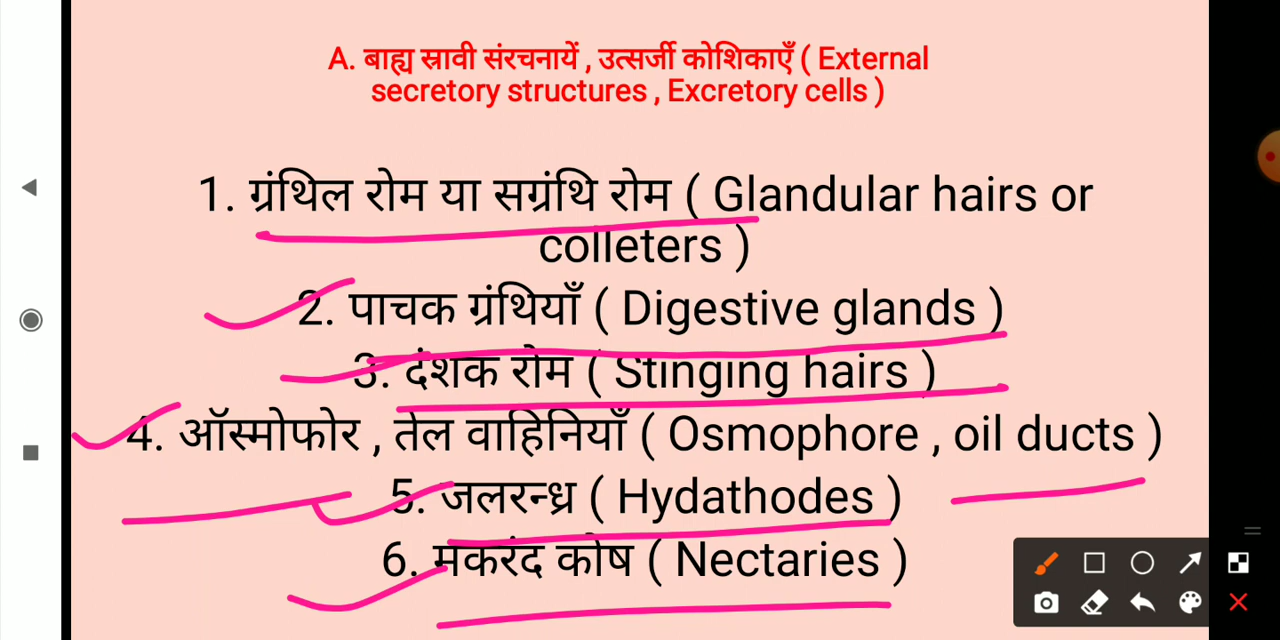 A. बाह्य स्रावी संरचनायें , उत्सर्जी कोशिकाएँ ( External
secretory structures , Excretory cells )
1. ग्रंथिल रोम या सग्रंथि रोम ( Glandular hairs or
colleters )
2. पाचक ग्रंथियाँ ( Digestive glands )
3. दंशक रोम ( Stinging hairs )
4. ऑस्मोफोर , तेल वाहिनियाँ ( Osmophore , oil ducts )
5. जलरन्ध्र ( Hydathodes )
6. मकरंद कोष ( Nectaries )